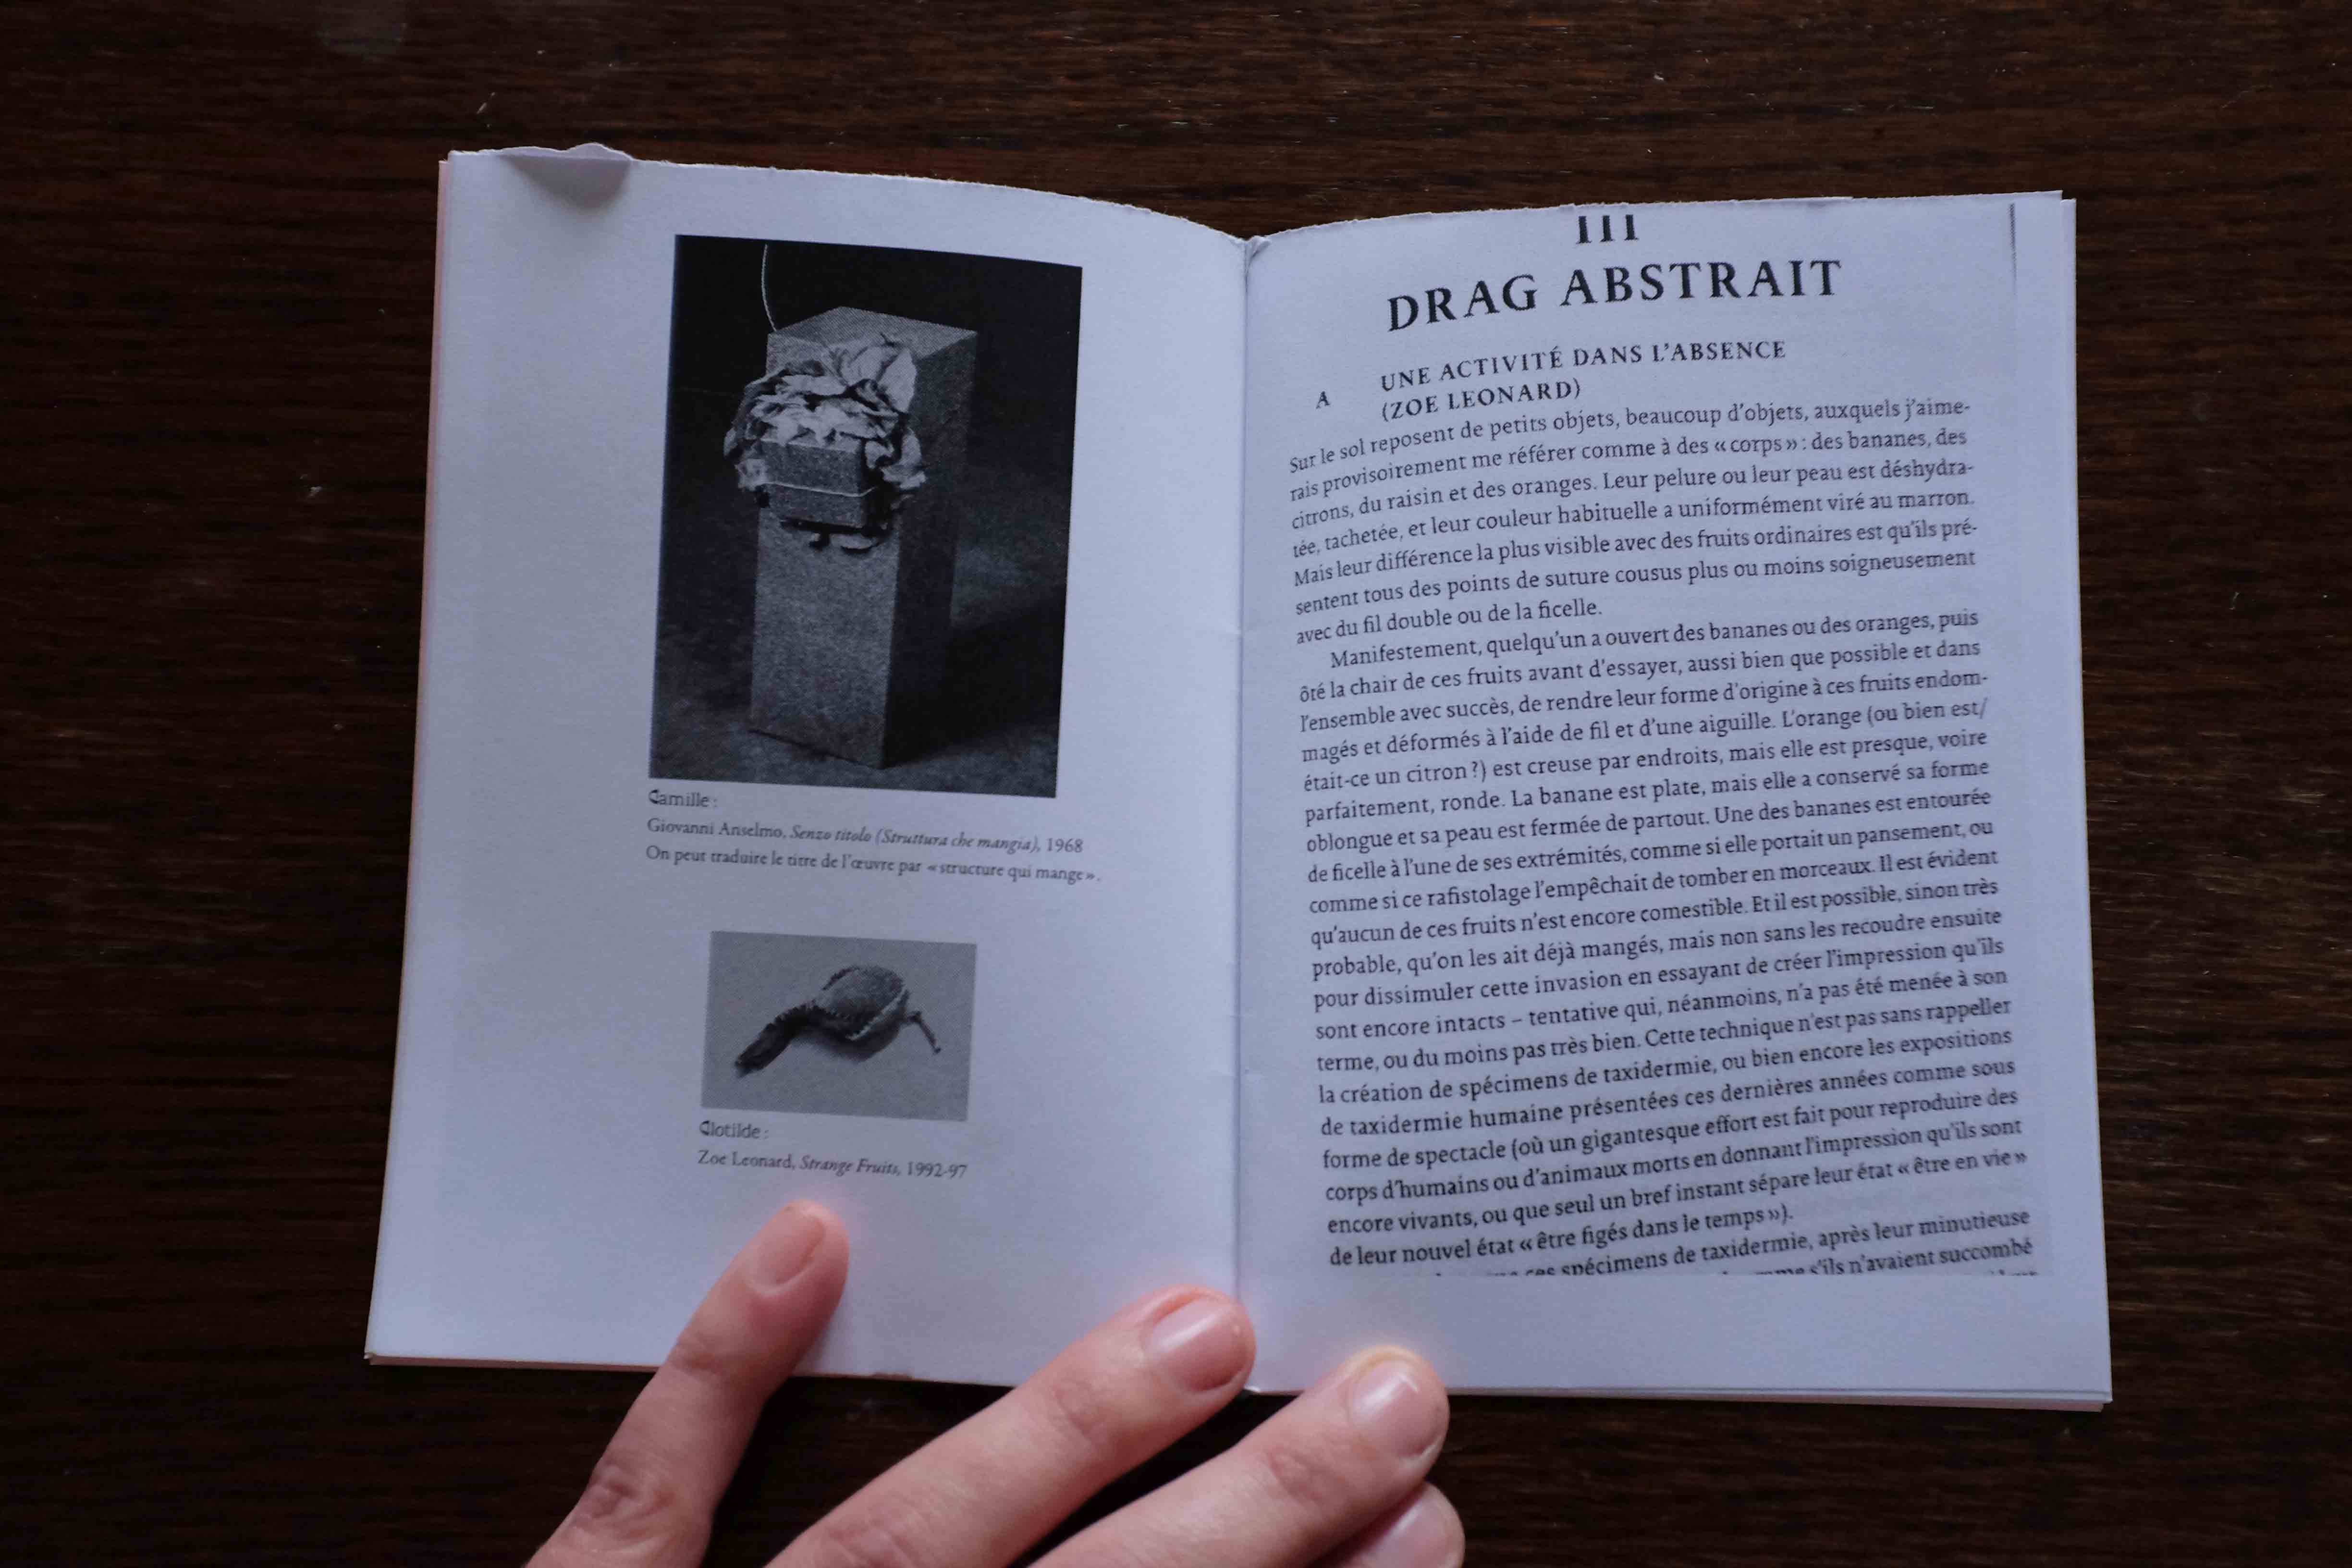 Camille :
Giovanni Anselmo, Senzo titolo (Struttura che mangia), 1968
On peut traduire le titre de l'œuvre par « structure qui mange ».
Clotilde :
Zoe Leonard, Strange Fruits, 1992-97
III
DRAG ABSTRAIT
A UNE ACTIVITÉ DANS L'ABSENCE
(ZOE LEONARD)
Sur le sol reposent de petits objets, beaucoup d'objets, auxquels j'aime-
rais provisoirement me référer comme à des « corps » : des bananes, des
citrons, du raisin et des oranges. Leur pelure ou leur peau est déshydra-
tée, tachetée, et leur couleur habituelle a uniformément viré au marron.
Mais leur différence la plus visible avec des fruits ordinaires est qu'ils pré-
sentent tous des points de suture cousus plus ou moins soigneusement
avec du fil double ou de la ficelle.
Manifestement, quelqu'un a ouvert des bananes ou des oranges, puis
ôté la chair de ces fruits avant d'essayer, aussi bien que possible et dans
l'ensemble avec succès, de rendre leur forme d'origine à ces fruits endom-
magés et déformés à l'aide de fil et d'une aiguille. L'orange (ou bien est/
était-ce un citron ?) est creuse par endroits, mais elle est presque, voire
parfaitement, ronde. La banane est plate, mais elle a conservé sa forme
oblongue et sa peau est fermée de partout. Une des bananes est entourée
de ficelle à l'une de ses extrémités, comme si elle portait un pansement, ou
comme si ce rafistolage l'empêchait de tomber en morceaux. Il est évident
qu'aucun de ces fruits n'est encore comestible. Et il est possible, sinon très
probable, qu'on les ait déjà mangés, mais non sans les recoudre ensuite
pour dissimuler cette invasion en essayant de créer l'impression qu'ils
sont encore intacts – tentative qui, néanmoins, n'a pas été menée à son
terme, ou du moins pas très bien. Cette technique n'est pas sans rappeller
la création de spécimens de taxidermie, ou bien encore les expositions
de taxidermie humaine présentées ces dernières années comme sous
forme de spectacle (où un gigantesque effort est fait pour reproduire des
corps d'humains ou d'animaux morts en donnant l'impression qu'ils sont
encore vivants, ou que seul un bref instant sépare leur état « être en vie »
de leur nouvel état « être figés dans le temps »).
ces spécimens de taxidermie, après leur minutieuse
s'ils n'avaient succombé